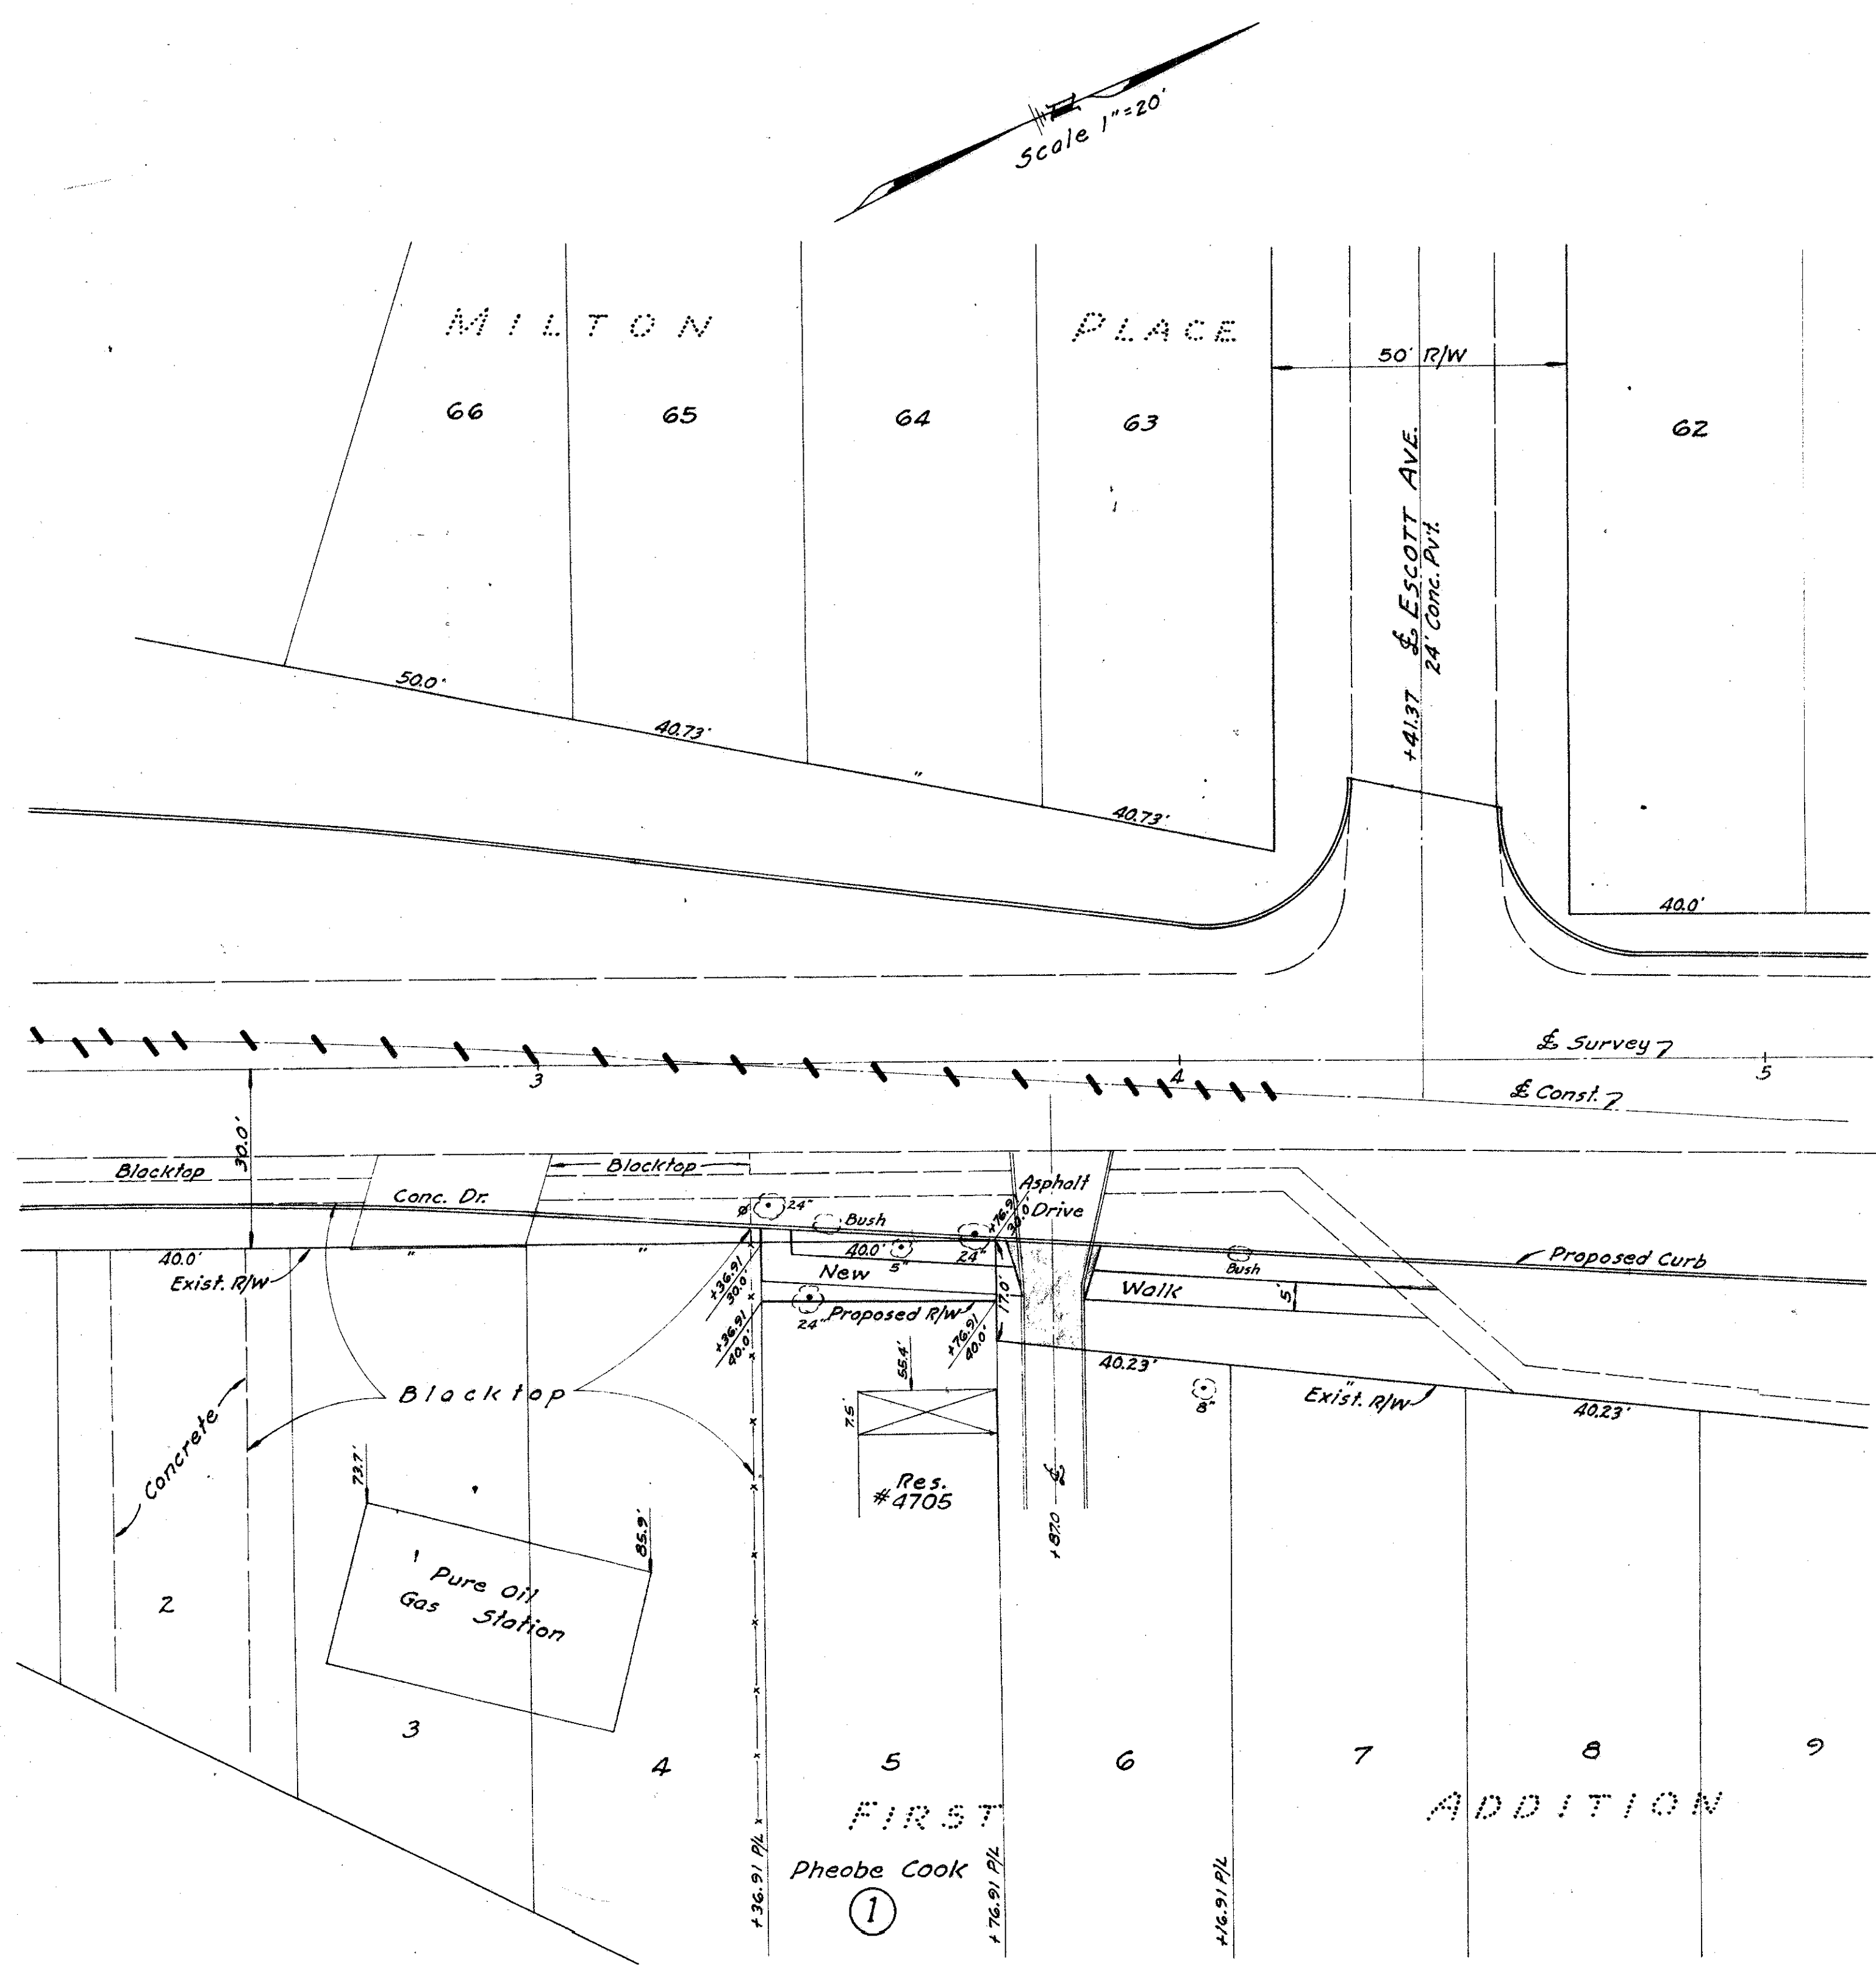 Scale 1"=20'
MILTON PLACE
50' R/W
66
65
64
63
62
+41.37 ℄ ESCOTT AVE.
24' Conc. Pv't.
50.0'
40.73'
"
40.73'
40.0'
℄ Survey
3
4
5
℄ Const.
30.0'
Blacktop
Blacktop
Conc. Dr.
Asphalt
Drive
24"
Bush
+76.9
30.0'
40.0'
"
"
Exist. R/W
40.0'
5"
24"
New
Bush
Proposed Curb
+36.91
30.0'
17.0'
Walk
5'
24"
Proposed R/W
+36.91
40.0'
+76.91
40.0'
55.4'
40.23'
"
Exist. R/W
40.23'
8"
Blacktop
7.5'
Concrete
73.7'
85.9'
Res.
#4705
℄
+87.0
Pure Oil
Gas Station
2
3
4
5
6
7
8
9
FIRST ADDITION
Pheobe Cook
1
+36.91 P/L
+76.91 P/L
+16.91 P/L